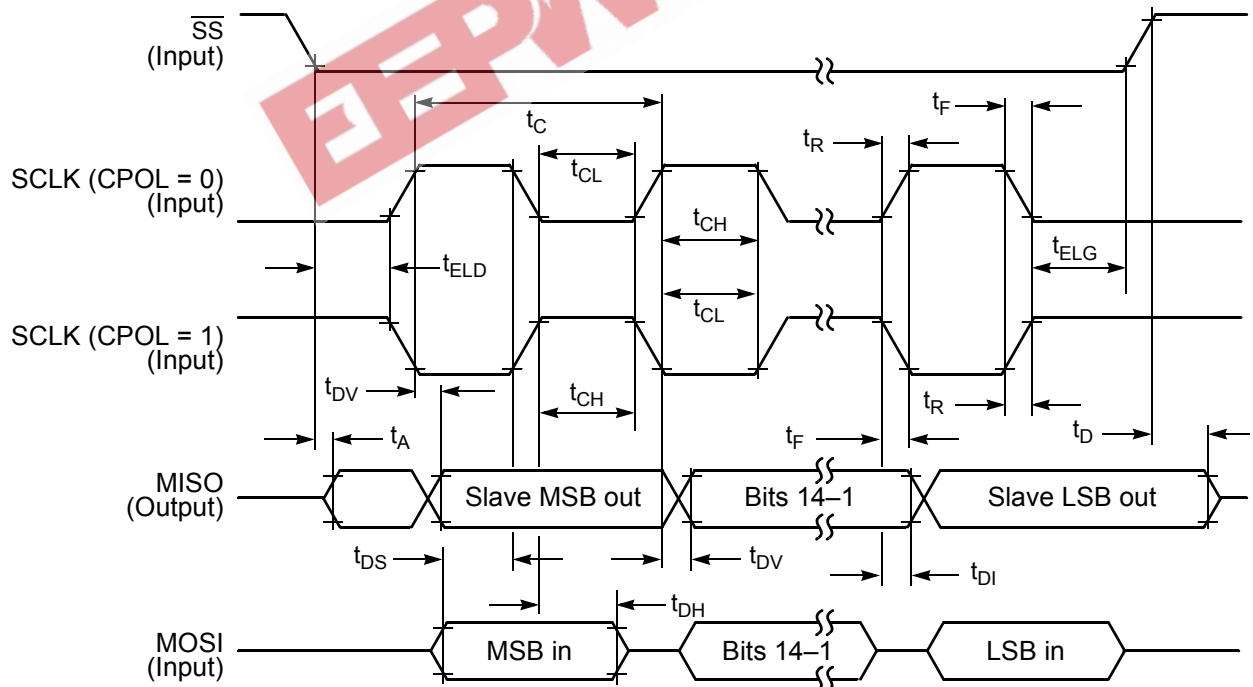 SS
(Input)
tC
tF
tR
SCLK (CPOL = 0)
(Input)
tCL
tCH
tELD
tELG
tCL
SCLK (CPOL = 1)
(Input)
tDV
tCH
tR
tA
tF
tD
MISO
(Output)
Slave MSB out
Bits 14–1
Slave LSB out
tDS
tDV
tDI
tDH
MOSI
(Input)
MSB in
Bits 14–1
LSB in